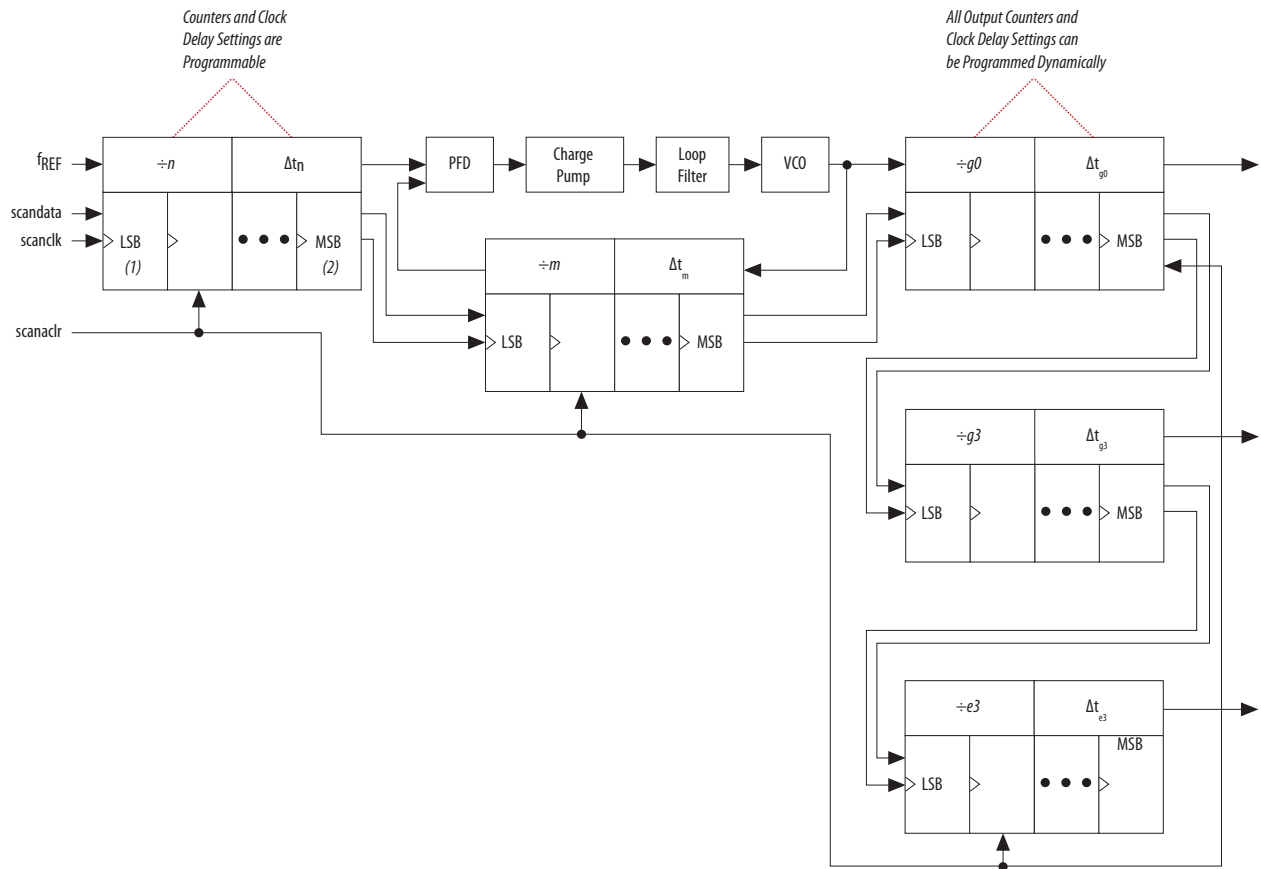 Counters and Clock
Delay Settings are
Programmable
All Output Counters and
Clock Delay Settings can
be Programmed Dynamically
fREF
÷n
Δtn
PFD
Charge
Pump
Loop
Filter
VCO
÷g0
Δtg0
scandata
scanclk
LSB
(1)
MSB
(2)
LSB
MSB
÷m
Δtm
scanaclr
LSB
MSB
÷g3
Δtg3
LSB
MSB
÷e3
Δte3
MSB
LSB